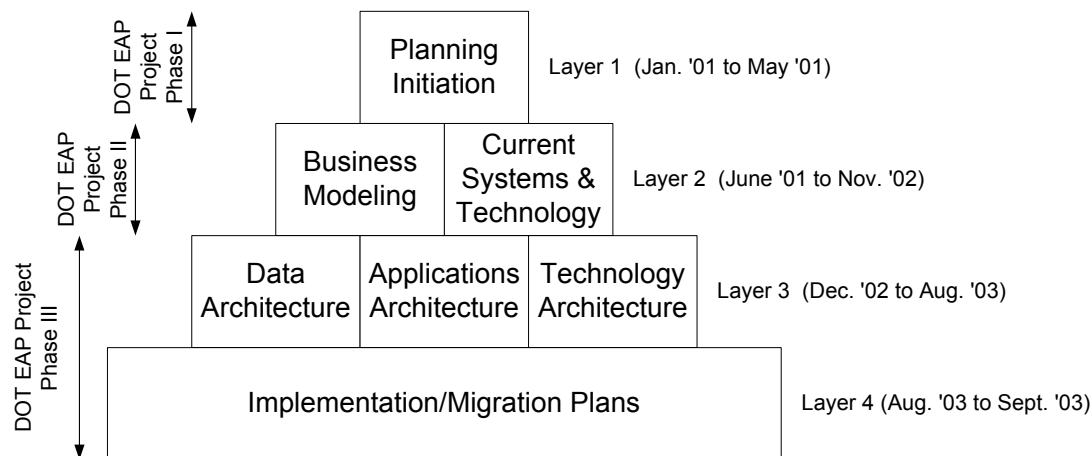 DOT EAP
Project
Phase I
Planning
Initiation
Layer 1 (Jan. '01 to May '01)
DOT EAP
Project
Phase II
Business
Modeling
Current
Systems &
Technology
Layer 2 (June '01 to Nov. '02)
DOT EAP Project
Phase III
Data
Architecture
Applications
Architecture
Technology
Architecture
Layer 3 (Dec. '02 to Aug. '03)
Implementation/Migration Plans
Layer 4 (Aug. '03 to Sept. '03)